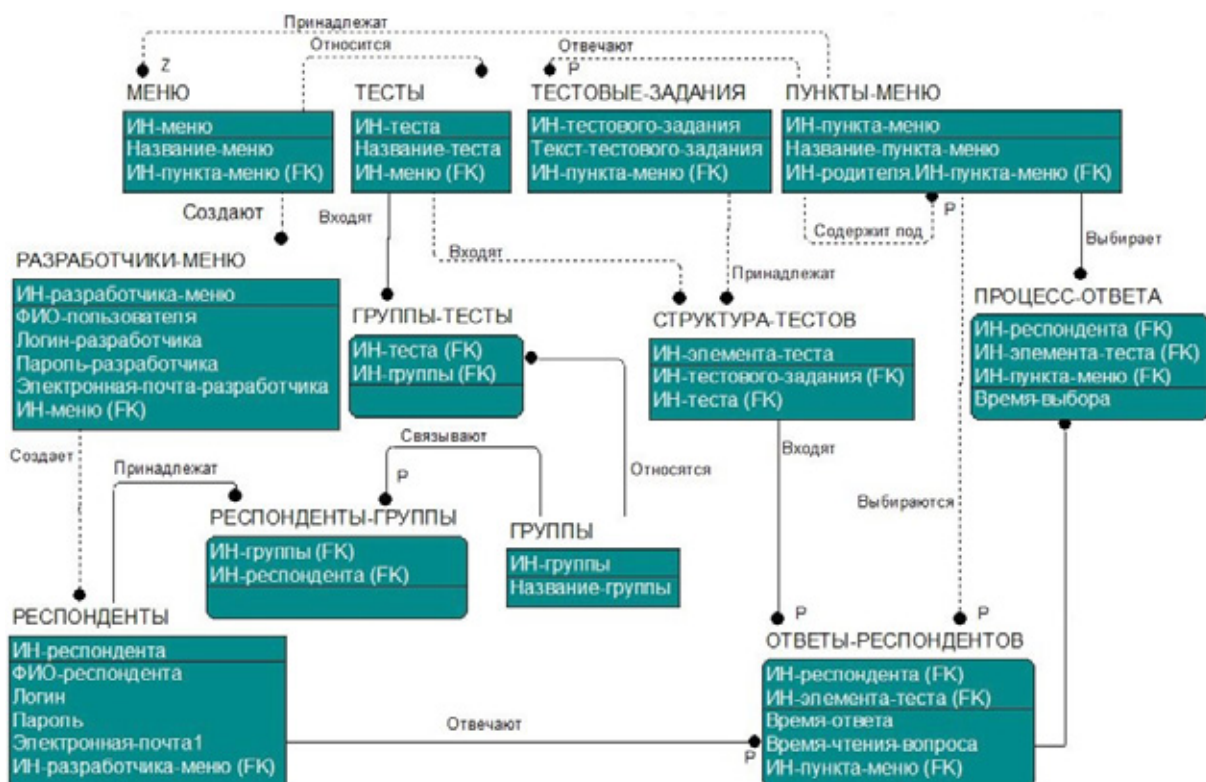 Принадлежат
Относится
Отвечают
Z
P
МЕНЮ
ТЕСТЫ
ТЕСТОВЫЕ-ЗАДАНИЯ
ПУНКТЫ-МЕНЮ
ИН-меню
Название-меню
ИН-пункта-меню (FK)
ИН-теста
Название-теста
ИН-меню (FK)
ИН-тестового-задания
Текст-тестового-задания
ИН-пункта-меню (FK)
ИН-пункта-меню
Название-пункта-меню
ИН-родителя.ИН-пункта-меню (FK)
Создают
Входят
Входят
Принадлежат
Содержит под
P
Выбирает
РАЗРАБОТЧИКИ-МЕНЮ
ИН-разработчика-меню
ФИО-пользователя
Логин-разработчика
Пароль-разработчика
Электронная-почта-разработчика
ИН-меню (FK)
ГРУППЫ-ТЕСТЫ
ИН-теста (FK)
ИН-группы (FK)
СТРУКТУРА-ТЕСТОВ
ИН-элемента-теста
ИН-тестового-задания (FK)
ИН-теста (FK)
ПРОЦЕСС-ОТВЕТА
ИН-респондента (FK)
ИН-элемента-теста (FK)
ИН-пункта-меню (FK)
Время-выбора
Создает
Принадлежат
Связывают
P
Относятся
Входят
Выбираются
РЕСПОНДЕНТЫ-ГРУППЫ
ИН-группы (FK)
ИН-респондента (FK)
ГРУППЫ
ИН-группы
Название-группы
РЕСПОНДЕНТЫ
ИН-респондента
ФИО-респондента
Логин
Пароль
Электронная-почта1
ИН-разработчика-меню (FK)
Отвечают
P
P
P
ОТВЕТЫ-РЕСПОНДЕНТОВ
ИН-респондента (FK)
ИН-элемента-теста (FK)
Время-ответа
Время-чтения-вопроса
ИН-пункта-меню (FK)